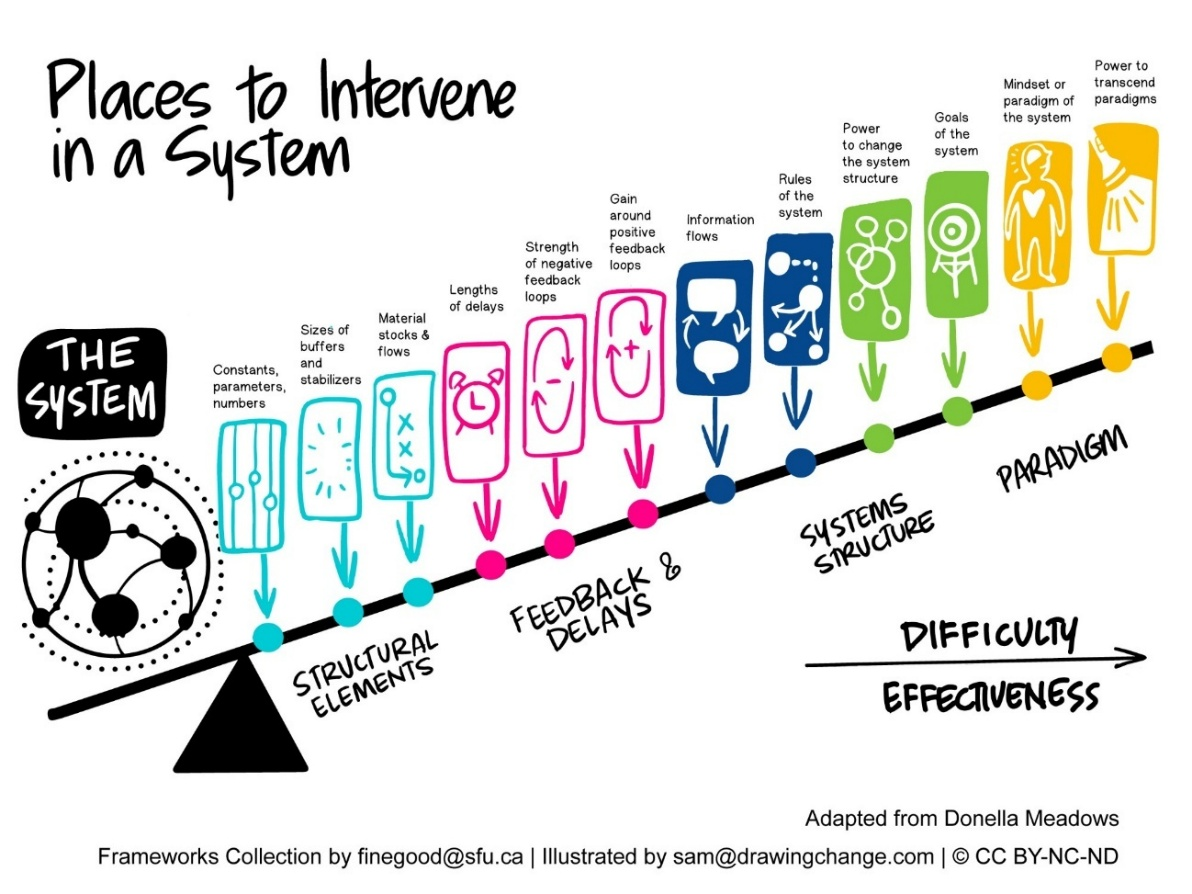 Places to Intervene
in a System
THE
SYSTEM
Constants,
parameters,
numbers
Sizes of
buffers
and
stabilizers
Material
stocks &
flows
Lengths
of delays
Strength
of negative
feedback
loops
Gain
around
positive
feedback
loops
Information
flows
Rules
of the
system
Power
to change
the system
structure
Goals
of the
system
Mindset or
paradigm of
the system
Power to
transcend
paradigms
-
+
STRUCTURAL
ELEMENTS
FEEDBACK &
DELAYS
SYSTEMS
STRUCTURE
PARADIGM
DIFFICULTY
EFFECTIVENESS
Adapted from Donella Meadows
Frameworks Collection by finegood@sfu.ca | Illustrated by sam@drawingchange.com | © CC BY-NC-ND